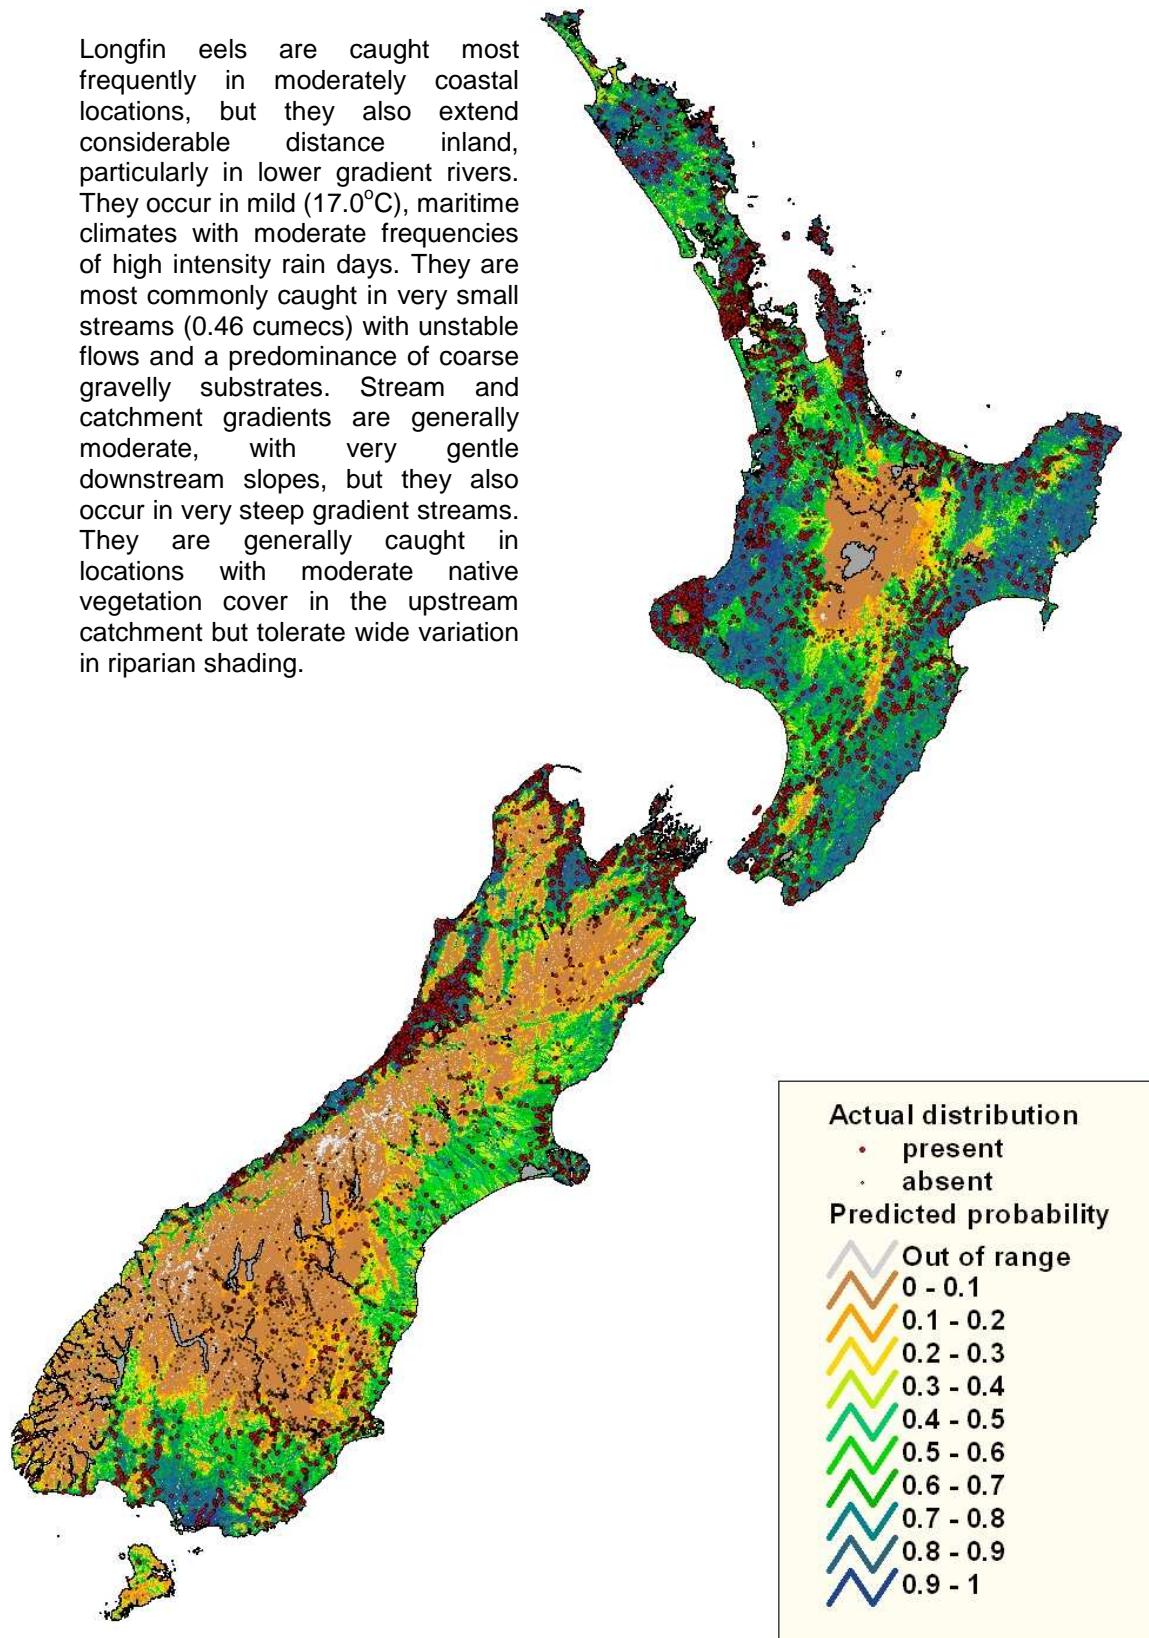 Longfin eels are caught most
frequently in moderately coastal
locations, but they also extend
considerable distance inland,
particularly in lower gradient rivers.
They occur in mild (17.0°C), maritime
climates with moderate frequencies
of high intensity rain days. They are
most commonly caught in very small
streams (0.46 cumecs) with unstable
flows and a predominance of coarse
gravelly substrates. Stream and
catchment gradients are generally
moderate, with very gentle
downstream slopes, but they also
occur in very steep gradient streams.
They are generally caught in
locations with moderate native
vegetation cover in the upstream
catchment but tolerate wide variation
in riparian shading.
Actual distribution
present
absent
Predicted probability
Out of range
0 - 0.1
0.1 - 0.2
0.2 - 0.3
0.3 - 0.4
0.4 - 0.5
0.5 - 0.6
0.6 - 0.7
0.7 - 0.8
0.8 - 0.9
0.9 - 1